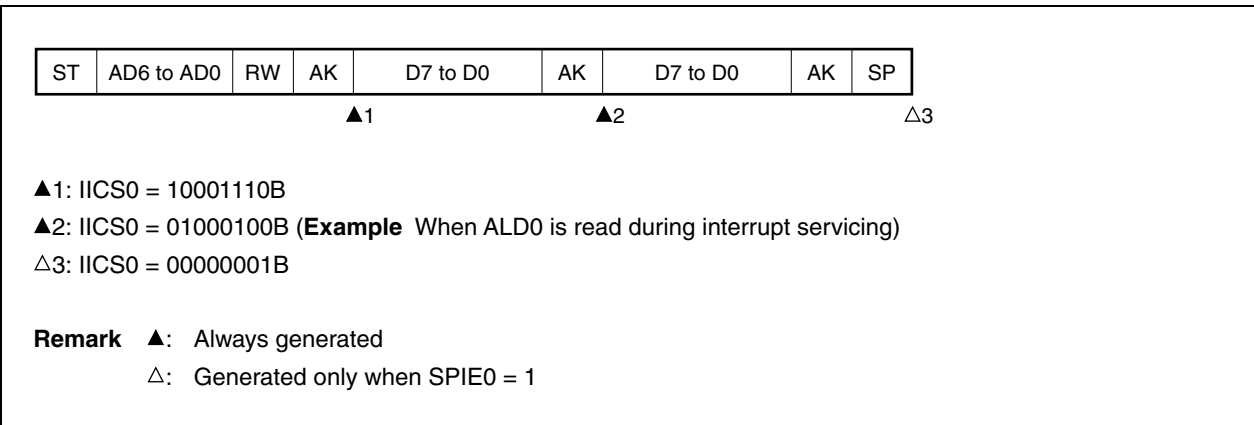 ST AD6 to AD0 RW AK D7 to D0 AK D7 to D0 AK SP
▲1 ▲2 △3
▲1: IICS0 = 10001110B
▲2: IICS0 = 01000100B (Example When ALD0 is read during interrupt servicing)
△3: IICS0 = 00000001B
Remark ▲: Always generated
△: Generated only when SPIE0 = 1